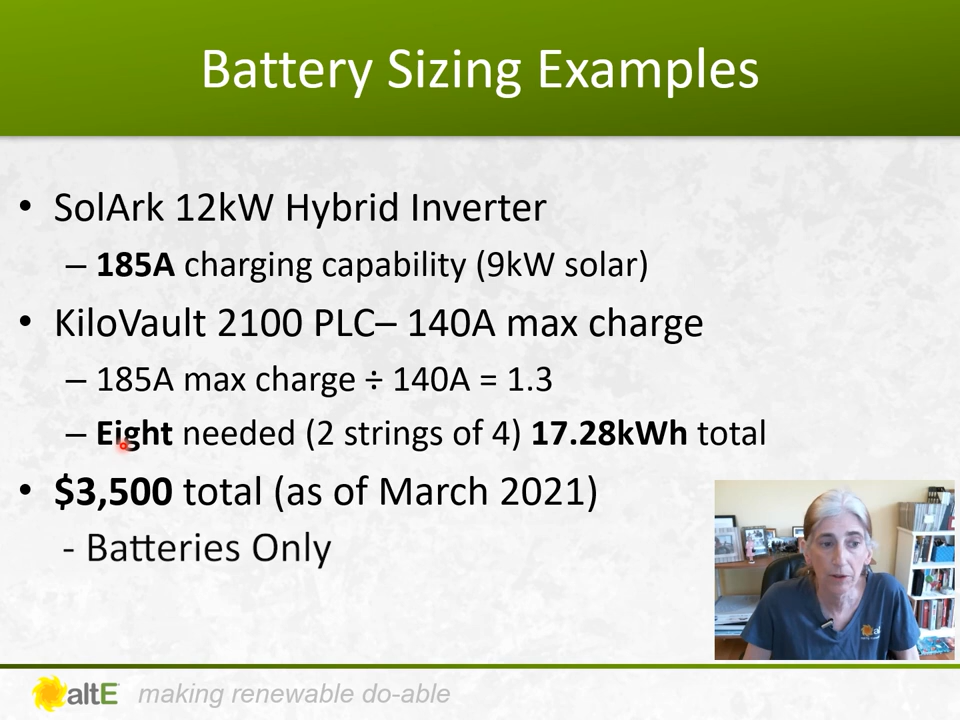 Battery Sizing Examples
• SolArk 12kW Hybrid Inverter
– 185A charging capability (9kW solar)
• KiloVault 2100 PLC– 140A max charge
– 185A max charge ÷ 140A = 1.3
– Eight needed (2 strings of 4) 17.28kWh total
• $3,500 total (as of March 2021)
- Batteries Only
altE making renewable do-able